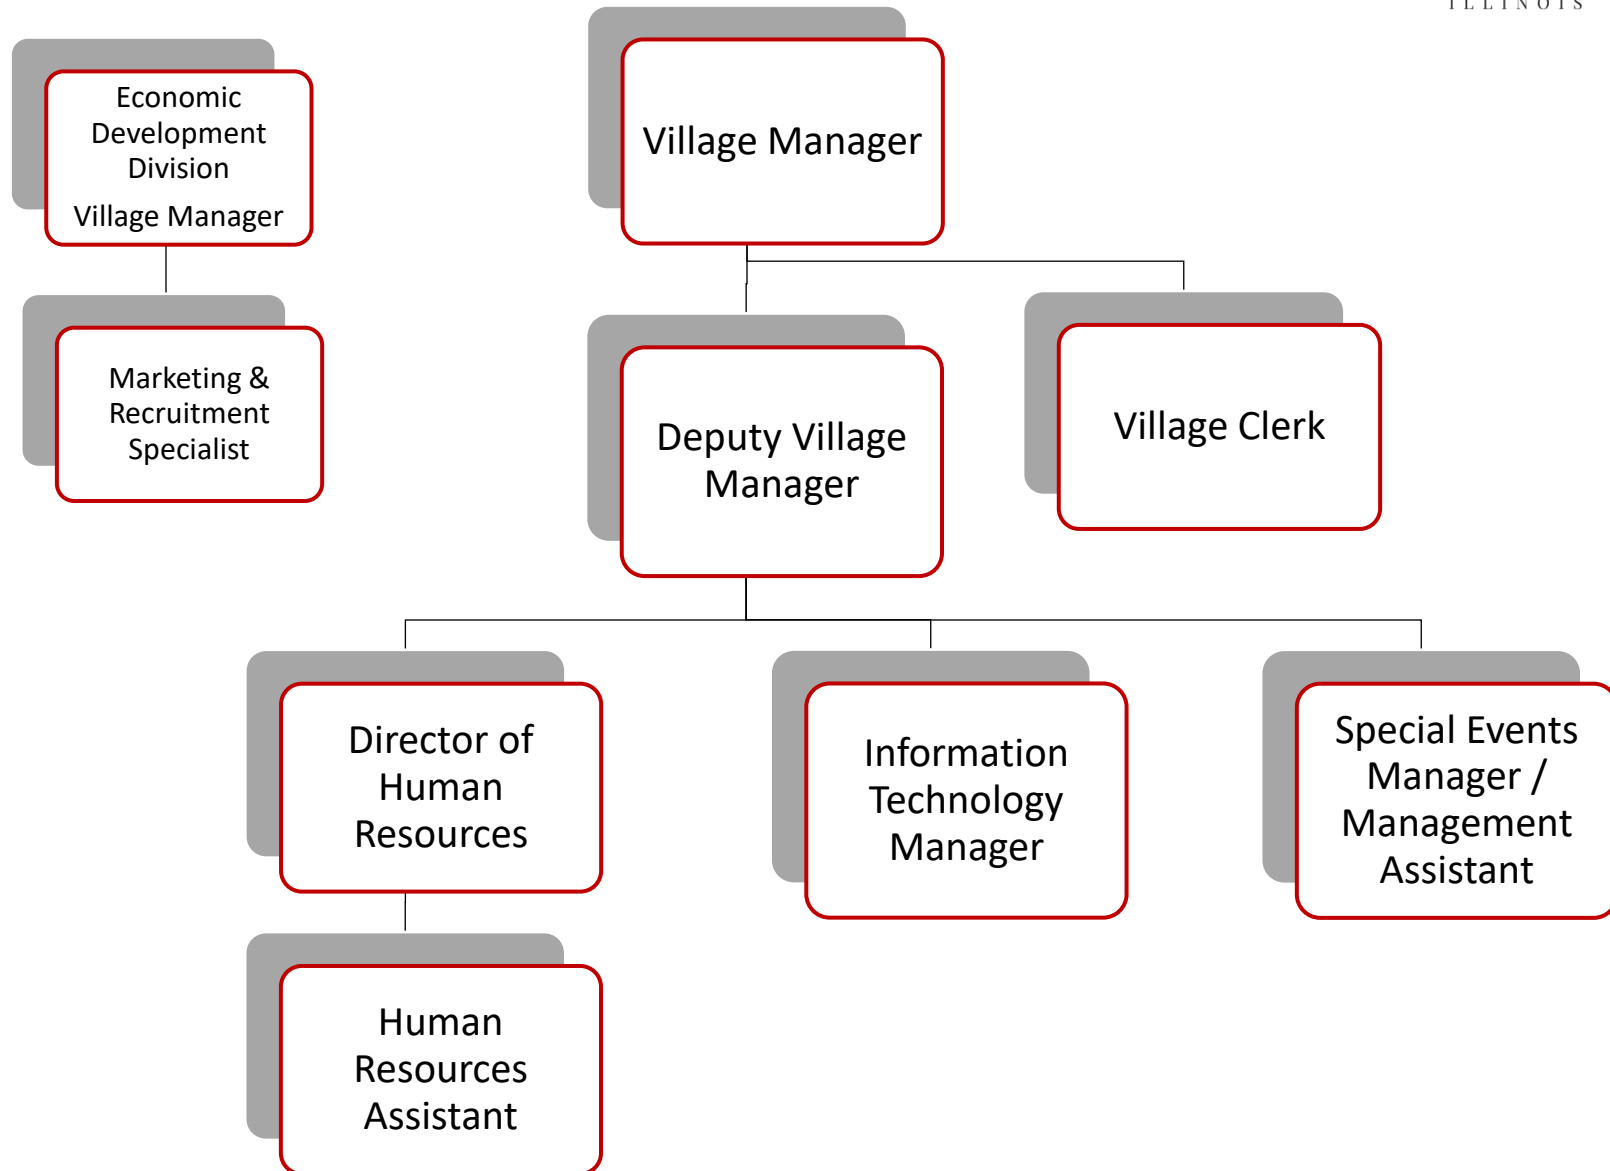 ILLINOIS
Economic
Development
Division
Village Manager
Marketing &
Recruitment
Specialist
Village Manager
Deputy Village
Manager
Village Clerk
Director of
Human
Resources
Information
Technology
Manager
Special Events
Manager /
Management
Assistant
Human
Resources
Assistant